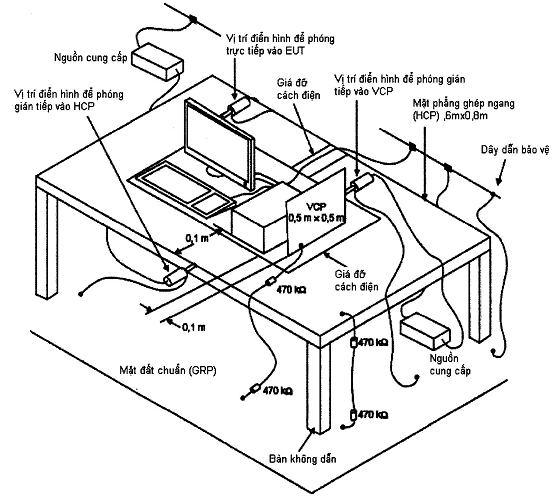 Vị trí điển hình để phóng
trực tiếp vào EUT
Nguồn cung cấp
Vị trí điển hình để phóng
gián tiếp vào HCP
Giá đỡ
cách điện
Vị trí điển hình để phóng gián
tiếp vào VCP
Mặt phẳng ghép ngang
(HCP) ,6mx0,8m
Dây dẫn bảo vệ
VCP
0,5 m x 0,5 m
0,1 m
Giá đỡ
cách điện
470 kΩ
0,1 m
470 kΩ
Nguồn
cung cấp
Mặt đất chuẩn (GRP)
470 kΩ
470 kΩ
Bàn không dẫn